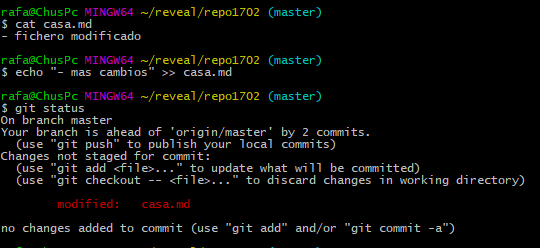 rafa@ChusPc MINGW64 ~/reveal/repo1702 (master)
$ cat casa.md
- fichero modificado
rafa@ChusPc MINGW64 ~/reveal/repo1702 (master)
$ echo "- mas cambios" >> casa.md
rafa@ChusPc MINGW64 ~/reveal/repo1702 (master)
$ git status
On branch master
Your branch is ahead of 'origin/master' by 2 commits.
  (use "git push" to publish your local commits)
Changes not staged for commit:
  (use "git add <file>..." to update what will be committed)
  (use "git checkout -- <file>..." to discard changes in working directory)
        modified:   casa.md
no changes added to commit (use "git add" and/or "git commit -a")